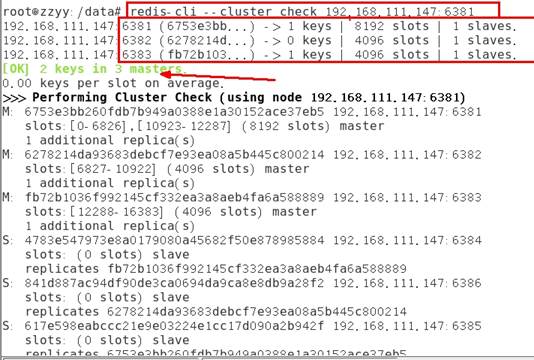 root@zzyy:/data# redis-cli --cluster check 192.168.111.147:6381
192.168.111.147:6381 (6753e3bb...) -> 1 keys | 8192 slots | 1 slaves.
192.168.111.147:6382 (6278214d...) -> 0 keys | 4096 slots | 1 slaves.
192.168.111.147:6383 (fb72b103...) -> 1 keys | 4096 slots | 1 slaves.
[OK] 2 keys in 3 masters.
0.00 keys per slot on average.
>>> Performing Cluster Check (using node 192.168.111.147:6381)
M: 6753e3bb260fdb7b949a0388e1a30152ace37eb5 192.168.111.147:6381
slots:[0-6826],[10923-12287] (8192 slots) master
1 additional replica(s)
M: 6278214da93683debcf7e93ea08a5b445c800214 192.168.111.147:6382
slots:[6827-10922] (4096 slots) master
1 additional replica(s)
M: fb72b1036f992145cf332ea3a8aeb4fa6a588889 192.168.111.147:6383
slots:[12288-16383] (4096 slots) master
1 additional replica(s)
S: 4783e547973e8a0179080a45682f50e878985884 192.168.111.147:6384
slots: (0 slots) slave
replicates fb72b1036f992145cf332ea3a8aeb4fa6a588889
S: 841d887ac94df90de3ca0694da9ca8e8db9a28f2 192.168.111.147:6386
slots: (0 slots) slave
replicates 6278214da93683debcf7e93ea08a5b445c800214
S: 617e598eabccc21e9e03224e1cc17d090a2b942f 192.168.111.147:6385
slots: (0 slots) slave
replicates 6753e3bb260fdb7b949a0388e1a30152ace37eb5